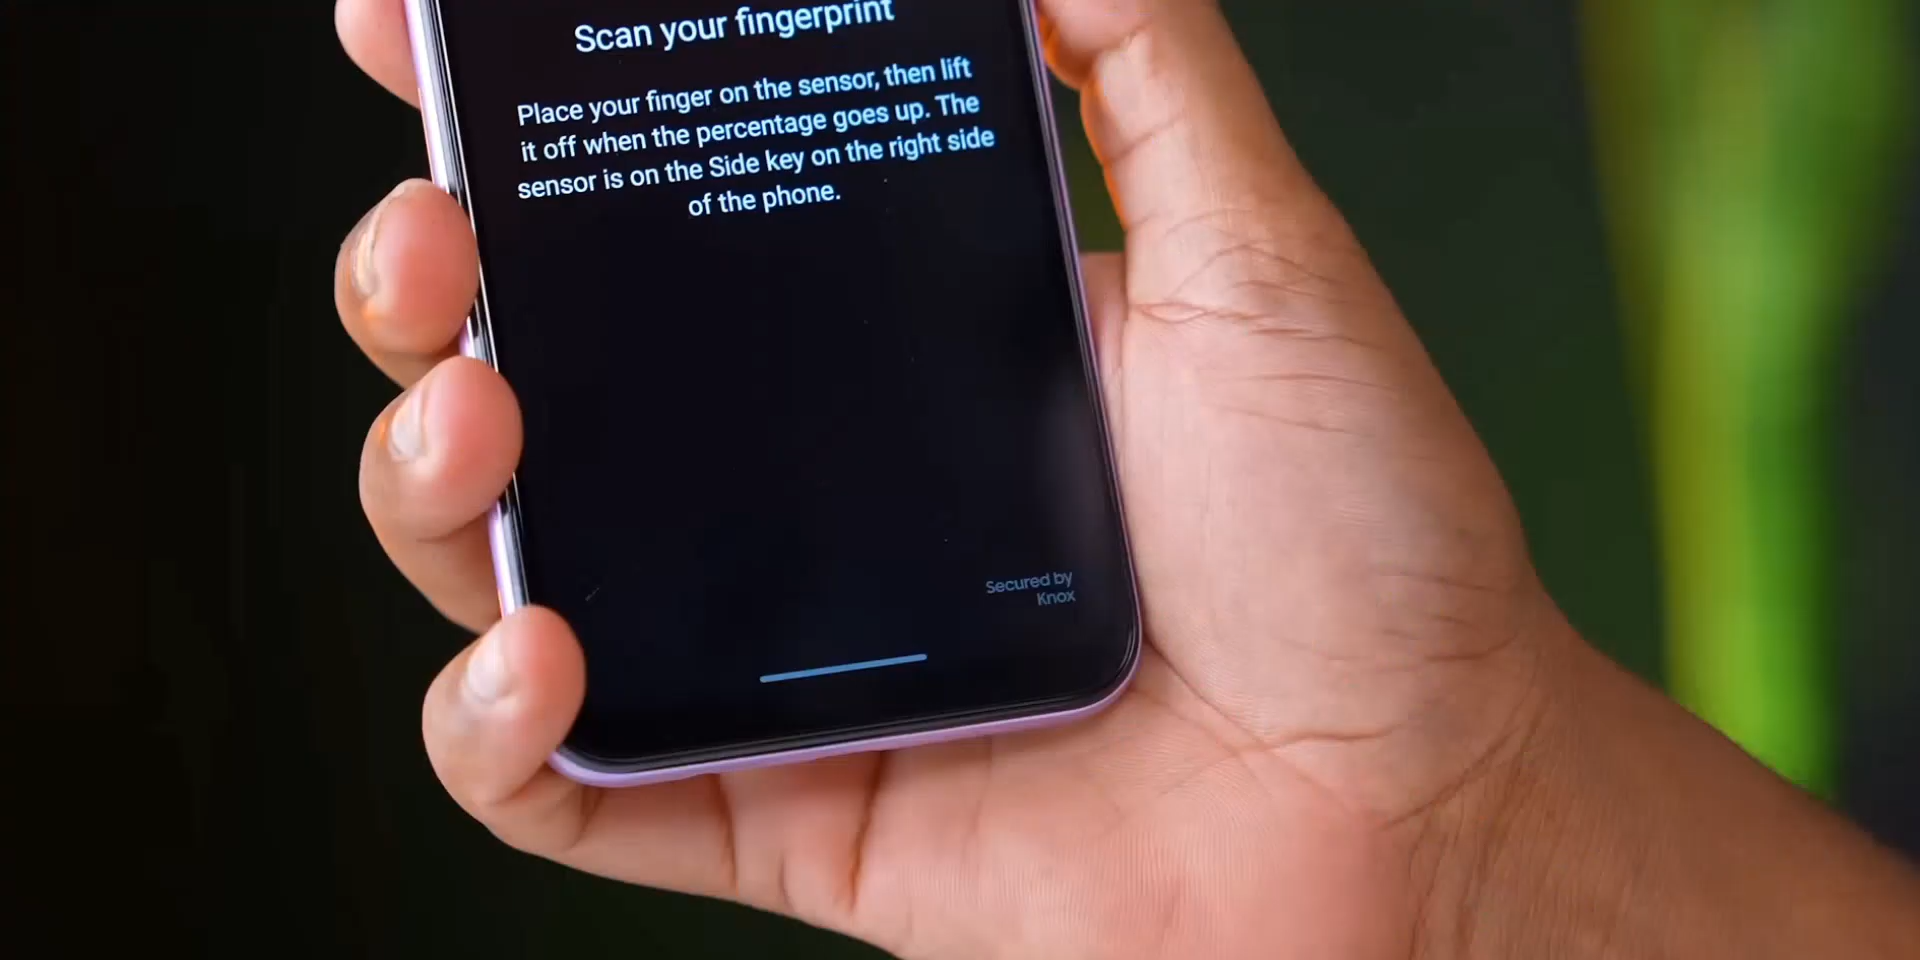 Scan your fingerprint
Place your finger on the sensor, then lift
it off when the percentage goes up. The
sensor is on the Side key on the right side
of the phone.
Secured by
Knox